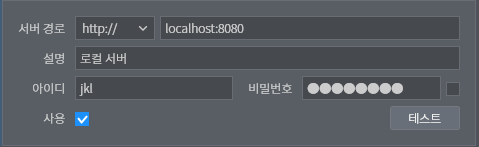 서버 경로 http:// localhost:8080
설명 로컬 서버
아이디 jkl 비밀번호 ●●●●●●●●
사용 테스트